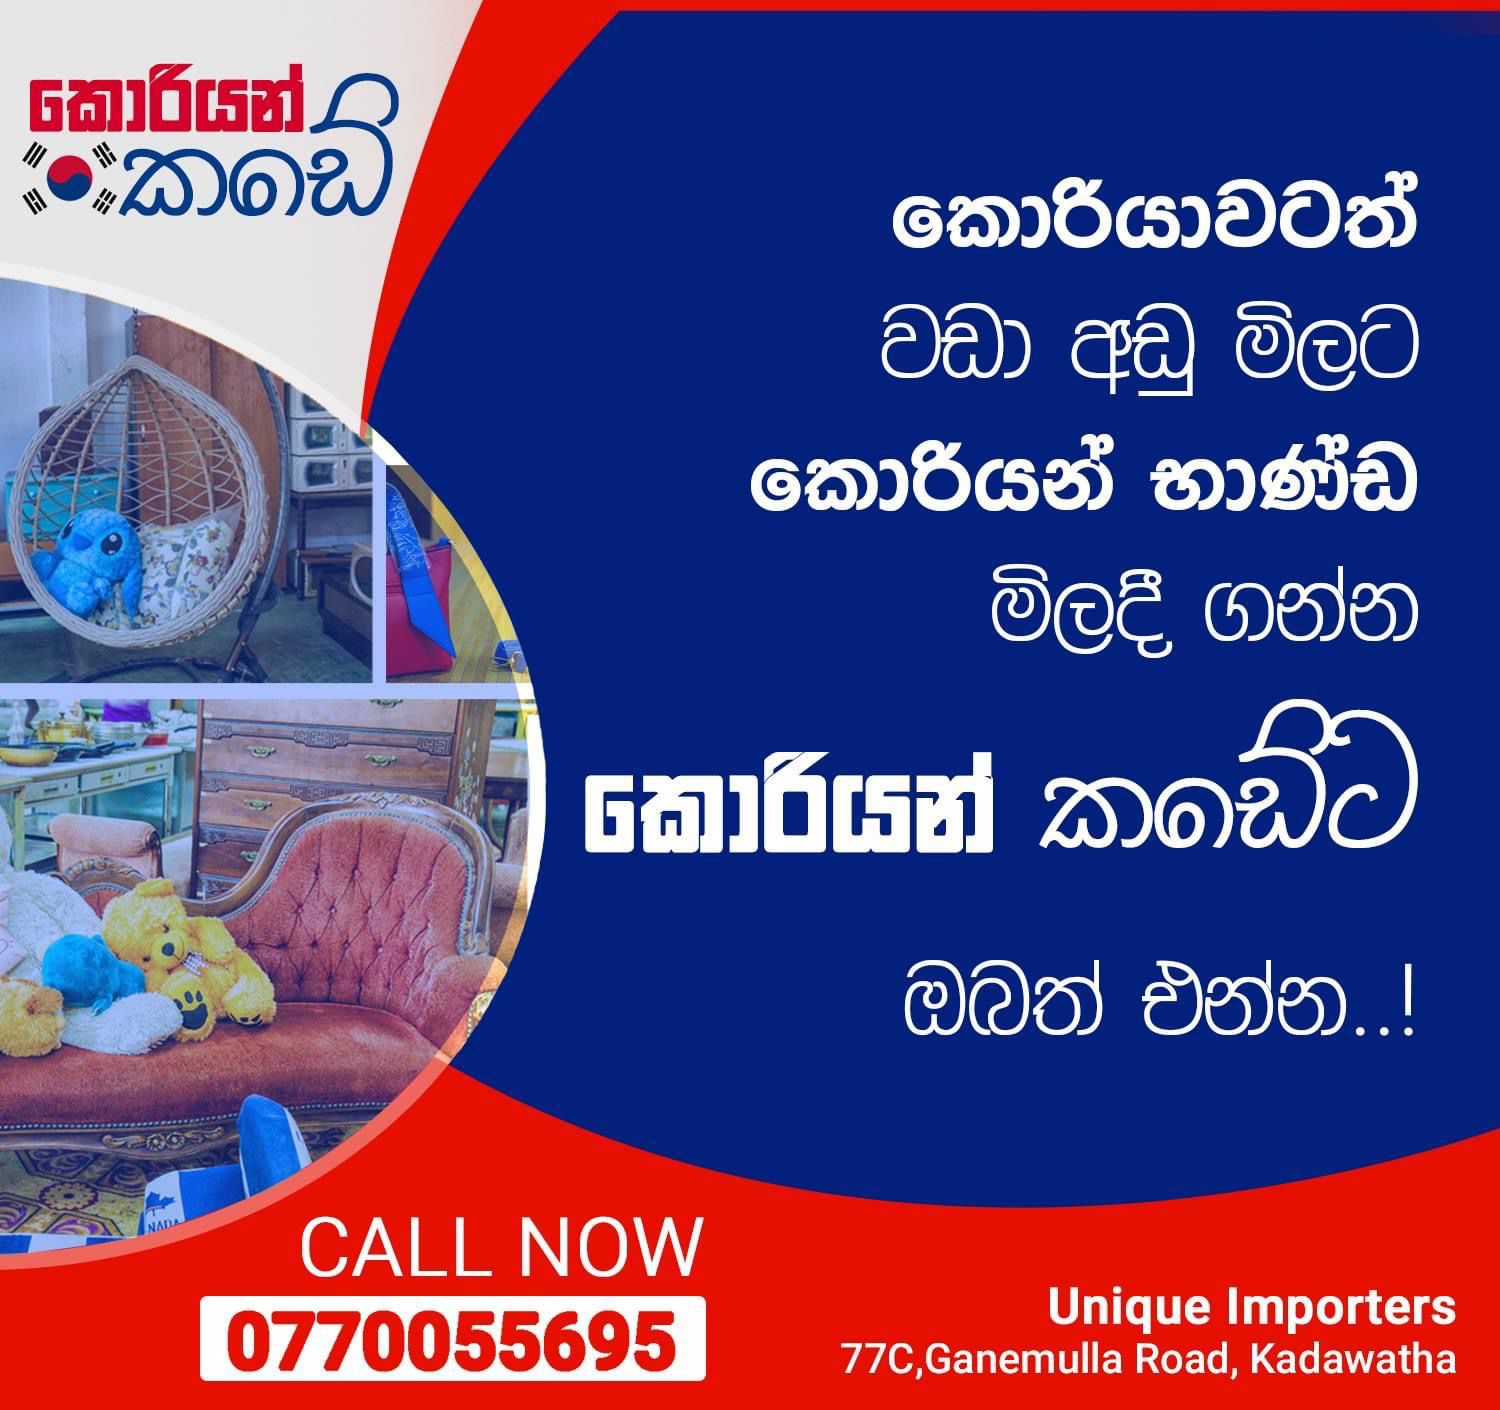 කොරියන්
කඩේ
කොරියාවටත්
වඩා අඩු මිලට
කොරියන් භාණ්ඩ
මිලදී ගන්න
කොරියන් කඩේට
ඔබත් එන්න..!
NADA
CALL NOW
0770055695
Unique Importers
77C,Ganemulla Road, Kadawatha